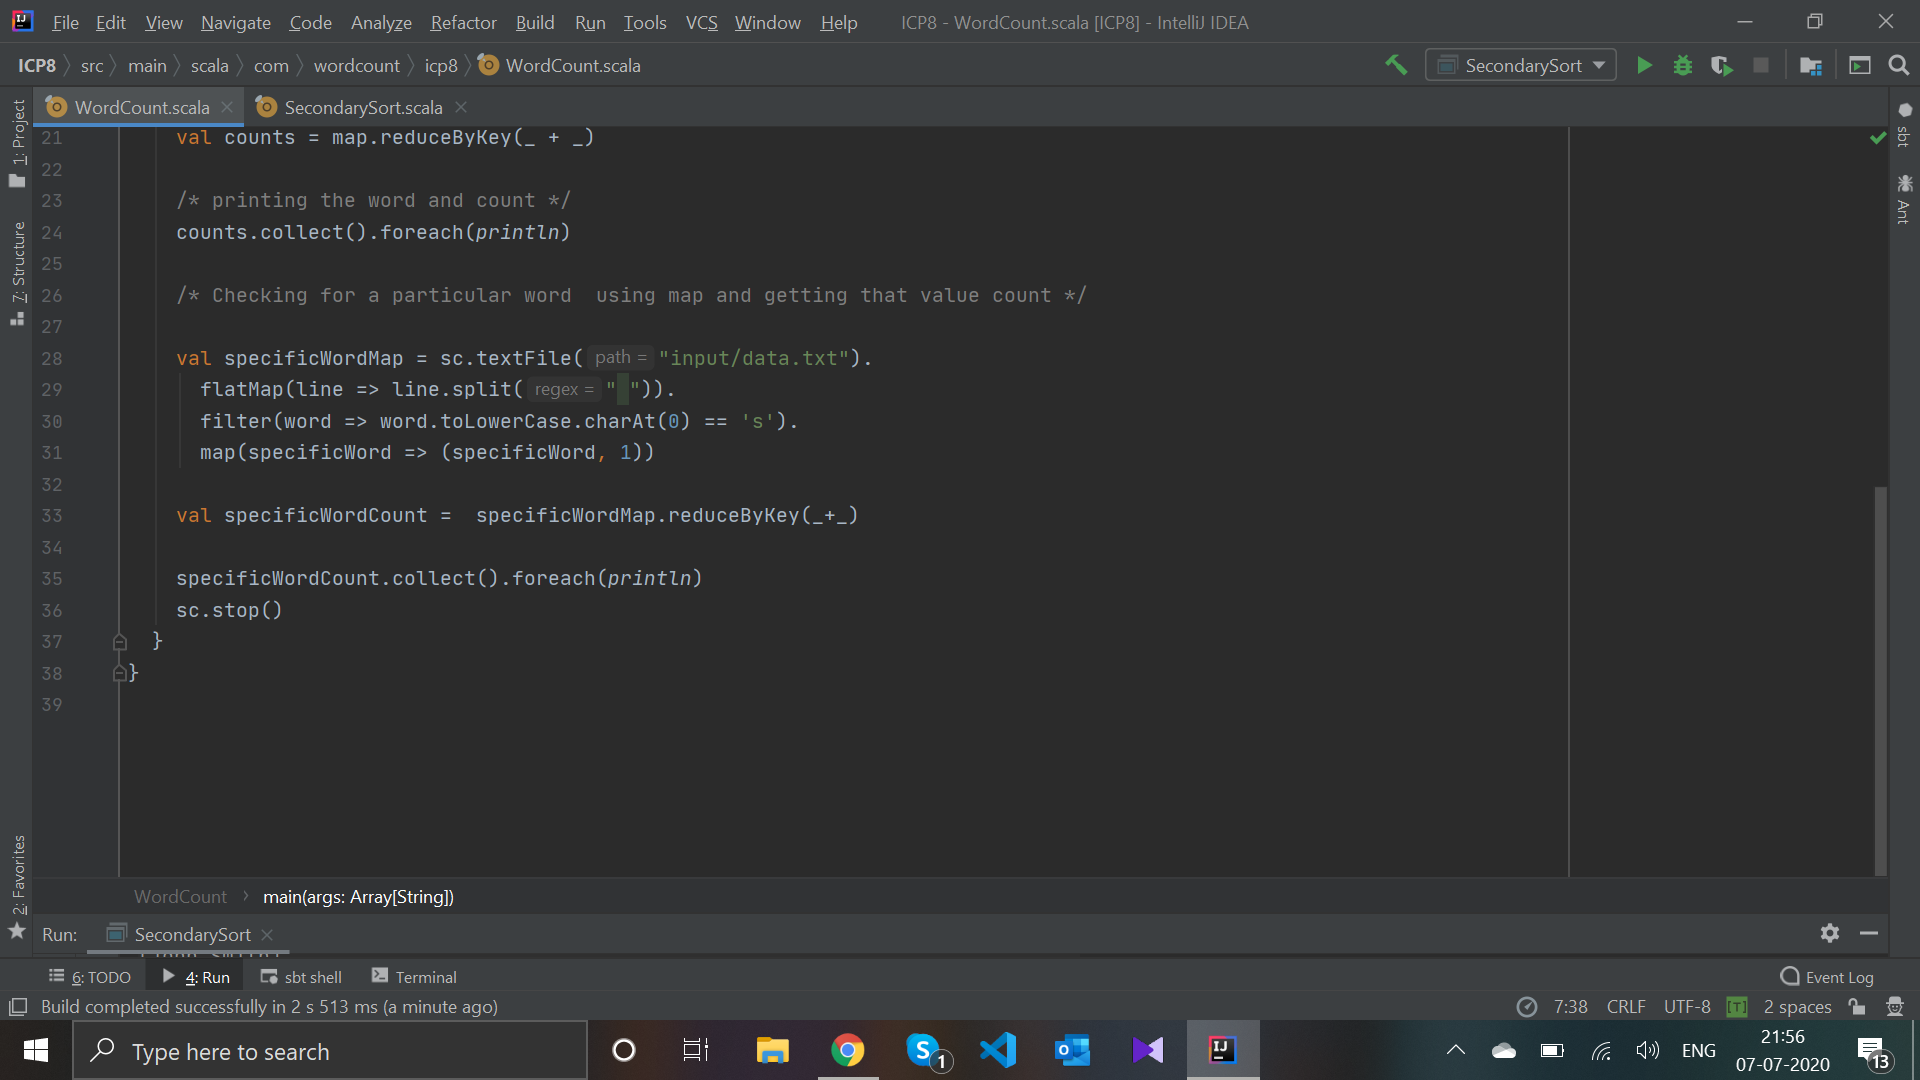 File Edit View Navigate Code Analyze Refactor Build Run Tools VCS Window Help ICP8 - WordCount.scala [ICP8] - IntelliJ IDEA
ICP8 src main scala com wordcount icp8 WordCount.scala SecondarySort
WordCount.scala SecondarySort.scala
1: Project
7: Structure
2: Favorites
sbt
Ant
21 val counts = map.reduceByKey(_ + _)
22
23 /* printing the word and count */
24 counts.collect().foreach(println)
25
26 /* Checking for a particular word  using map and getting that value count */
27
28 val specificWordMap = sc.textFile( path = "input/data.txt").
29 flatMap(line => line.split( regex = " ")).
30 filter(word => word.toLowerCase.charAt(0) == 's').
31 map(specificWord => (specificWord, 1))
32
33 val specificWordCount =  specificWordMap.reduceByKey(_+_)
34
35 specificWordCount.collect().foreach(println)
36 sc.stop()
37 }
38 }
39
WordCount main(args: Array[String])
Run: SecondarySort
6: TODO 4: Run sbt shell Terminal Event Log
Build completed successfully in 2 s 513 ms (a minute ago) 7:38 CRLF UTF-8 [T] 2 spaces
Type here to search 1 ENG 21:56
07-07-2020 13